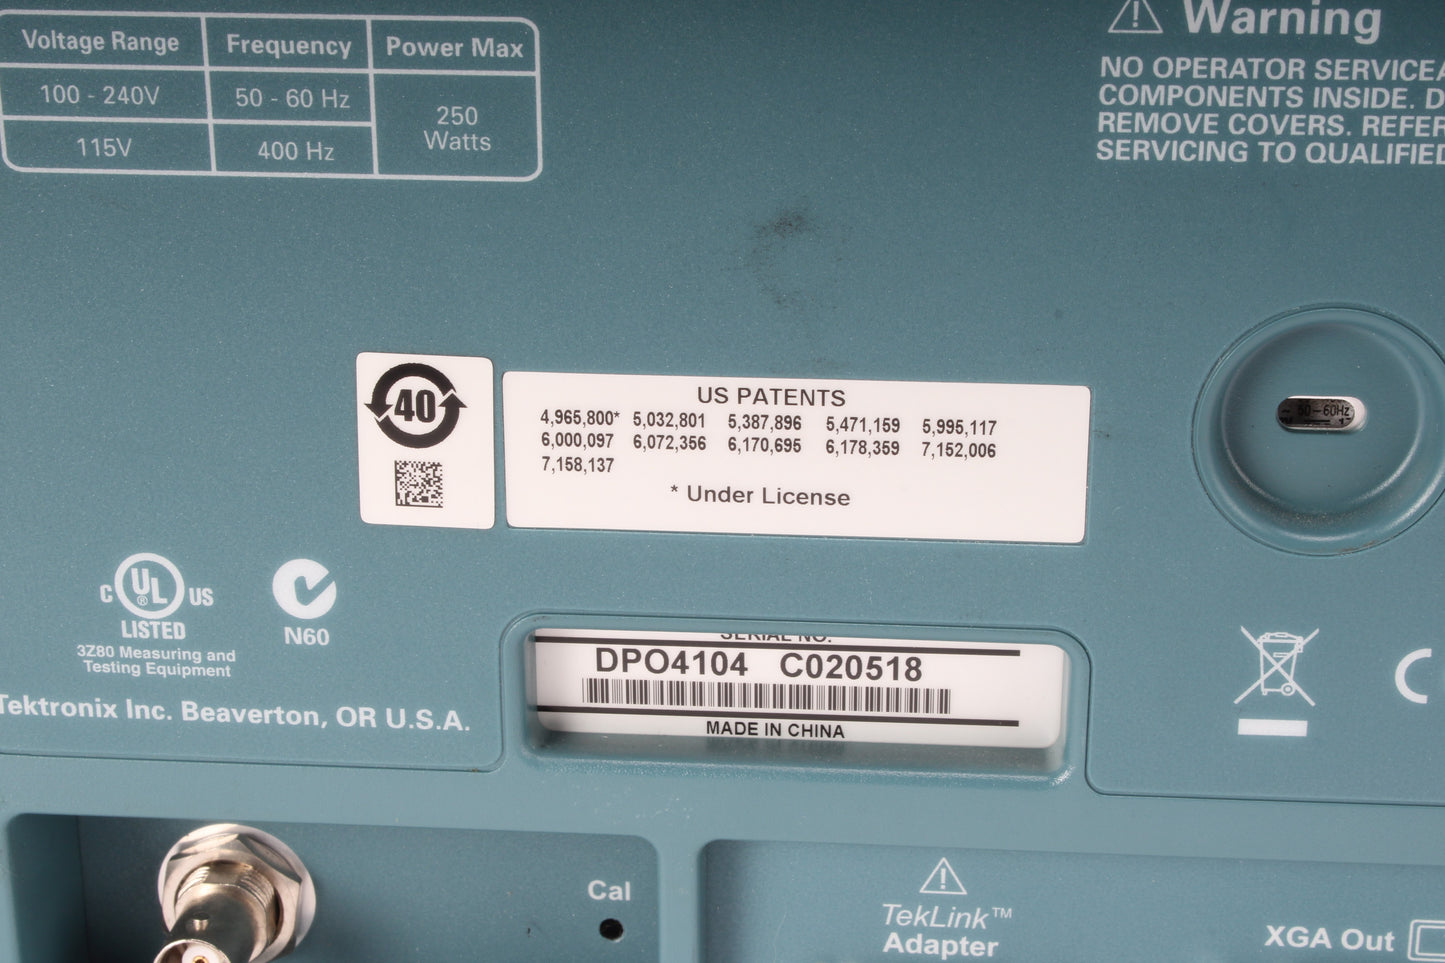 Voltage Range Frequency Power Max
100 - 240V 50 - 60 Hz 250 Watts
115V 400 Hz
Warning
NO OPERATOR
COMPONENTS INSIDE.
REMOVE COVERS. REFER
SERVICING TO QUALIFIED
40
US PATENTS
4,965,800* 5,032,801 5,387,896 5,471,159 5,995,117
6,000,097 6,072,356 6,170,695 6,178,359 7,152,006
7,158,137
* Under License
50-60Hz
C UL US
®
LISTED
3Z80 Measuring and
Testing Equipment
N60
Tektronix Inc. Beaverton, OR U.S.A.
SERIAL NO.
DPO4104 C020518
MADE IN CHINA
Cal
TekLink™
Adapter
XGA Out